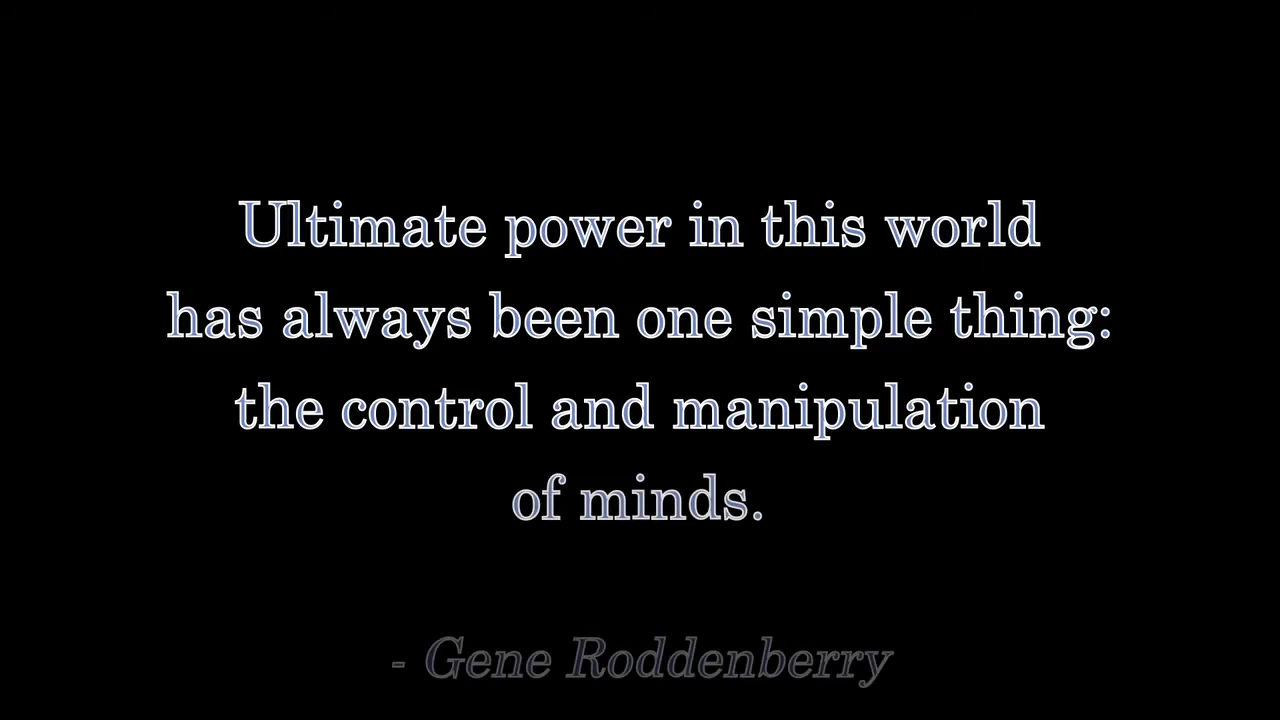 Ultimate power in this world
has always been one simple thing:
the control and manipulation
of minds.
- Gene Roddenberry